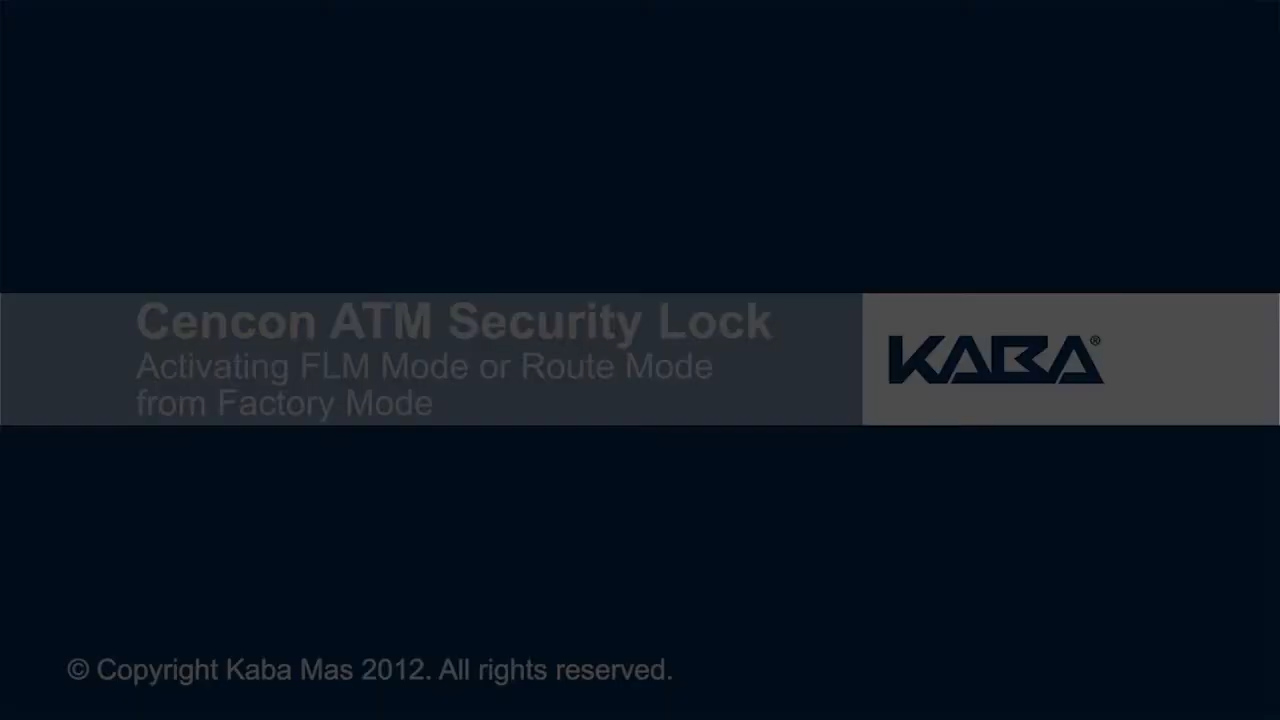 Cencon ATM Security Lock
Activating FLM Mode or Route Mode
from Factory Mode
KABA®
© Copyright Kaba Mas 2012. All rights reserved.